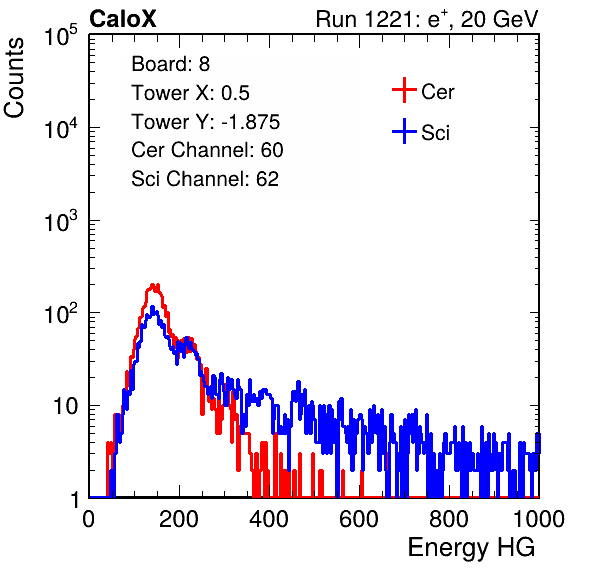 CaloX Run 1221: e⁺, 20 GeV
Counts
Board: 8
Tower X: 0.5
Tower Y: -1.875
Cer Channel: 60
Sci Channel: 62
Cer
Sci
10⁵
10⁴
10³
10²
10
1
0 200 400 600 800 1000
Energy HG